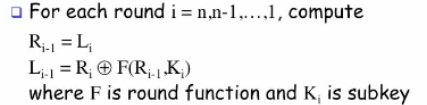 For each round i = n,n-1,...,1, compute
Rᵢ₋₁ = Lᵢ
Lᵢ₋₁ = Rᵢ ⊕ F(Rᵢ₋₁,Kᵢ)
where F is round function and Kᵢ is subkey